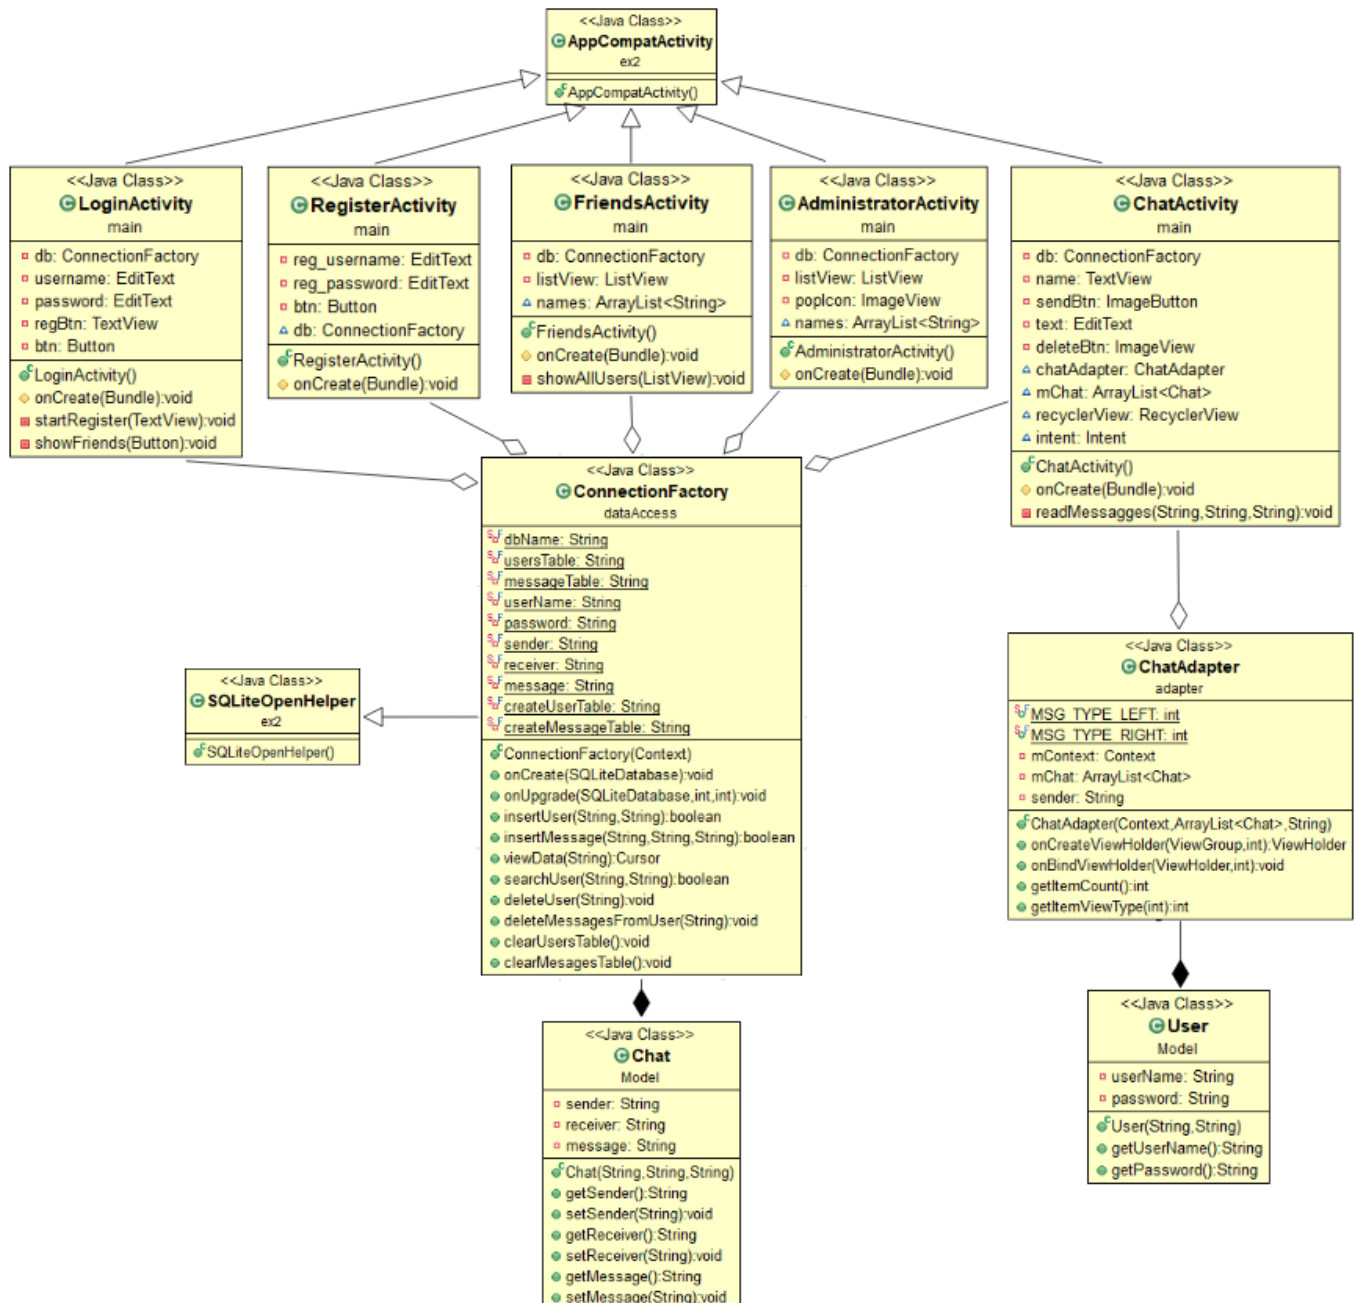 <<Java Class>>
AppCompatActivity
ex2
AppCompatActivity()
<<Java Class>>
LoginActivity
main
db: ConnectionFactory
username: EditText
password: EditText
regBtn: TextView
btn: Button
LoginActivity()
onCreate(Bundle):void
startRegister(TextView):void
showFriends(Button):void
<<Java Class>>
RegisterActivity
main
reg_username: EditText
reg_password: EditText
btn: Button
db: ConnectionFactory
RegisterActivity()
onCreate(Bundle):void
<<Java Class>>
FriendsActivity
main
db: ConnectionFactory
listView: ListView
names: ArrayList<String>
FriendsActivity()
onCreate(Bundle):void
showAllUsers(ListView):void
<<Java Class>>
AdministratorActivity
main
db: ConnectionFactory
listView: ListView
popIcon: ImageView
names: ArrayList<String>
AdministratorActivity()
onCreate(Bundle):void
<<Java Class>>
ChatActivity
main
db: ConnectionFactory
name: TextView
sendBtn: ImageButton
text: EditText
deleteBtn: ImageView
chatAdapter: ChatAdapter
mChat: ArrayList<Chat>
recyclerView: RecyclerView
intent: Intent
ChatActivity()
onCreate(Bundle):void
readMessagges(String,String,String):void
<<Java Class>>
ConnectionFactory
dataAccess
dbName: String
usersTable: String
messageTable: String
userName: String
password: String
sender: String
receiver: String
message: String
createUserTable: String
createMessageTable: String
ConnectionFactory(Context)
onCreate(SQLiteDatabase):void
onUpgrade(SQLiteDatabase,int,int):void
insertUser(String,String):boolean
insertMessage(String,String,String):boolean
viewData(String):Cursor
searchUser(String,String):boolean
deleteUser(String):void
deleteMessagesFromUser(String):void
clearUsersTable():void
clearMesagesTable():void
<<Java Class>>
SQLiteOpenHelper
ex2
SQLiteOpenHelper()
<<Java Class>>
ChatAdapter
adapter
MSG_TYPE_LEFT: int
MSG_TYPE_RIGHT: int
mContext: Context
mChat: ArrayList<Chat>
sender: String
ChatAdapter(Context,ArrayList<Chat>,String)
onCreateViewHolder(ViewGroup,int):ViewHolder
onBindViewHolder(ViewHolder,int):void
getItemCount():int
getItemViewType(int):int
<<Java Class>>
Chat
Model
sender: String
receiver: String
message: String
Chat(String,String,String)
getSender():String
setSender(String):void
getReceiver():String
setReceiver(String):void
getMessage():String
setMessage(String):void
<<Java Class>>
User
Model
userName: String
password: String
User(String,String)
getUserName():String
getPassword():String